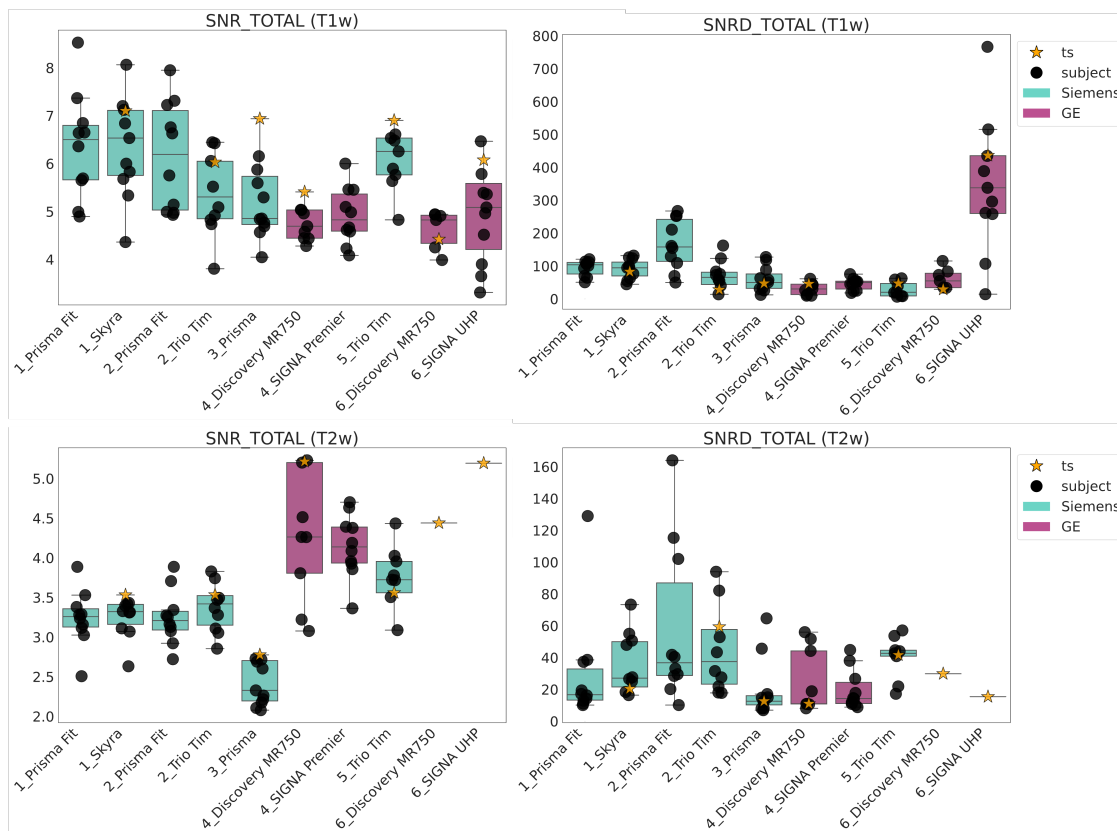 SNR_TOTAL (T1w)
8
7
6
5
4
1_Prisma Fit
1_Skyra
2_Prisma Fit
2_Trio Tim
3_Prisma
4_Discovery MR750
4_SIGNA Premier
5_Trio Tim
6_Discovery MR750
6_SIGNA UHP
SNRD_TOTAL (T1w)
800
700
600
500
400
300
200
100
0
1_Prisma Fit
1_Skyra
2_Prisma Fit
2_Trio Tim
3_Prisma
4_Discovery MR750
4_SIGNA Premier
5_Trio Tim
6_Discovery MR750
6_SIGNA UHP
ts
subject
Siemens
GE
SNR_TOTAL (T2w)
5.0
4.5
4.0
3.5
3.0
2.5
2.0
1_Prisma Fit
1_Skyra
2_Prisma Fit
2_Trio Tim
3_Prisma
4_Discovery MR750
4_SIGNA Premier
5_Trio Tim
6_Discovery MR750
6_SIGNA UHP
SNRD_TOTAL (T2w)
160
140
120
100
80
60
40
20
0
1_Prisma Fit
1_Skyra
2_Prisma Fit
2_Trio Tim
3_Prisma
4_Discovery MR750
4_SIGNA Premier
5_Trio Tim
6_Discovery MR750
6_SIGNA UHP
ts
subject
Siemens
GE